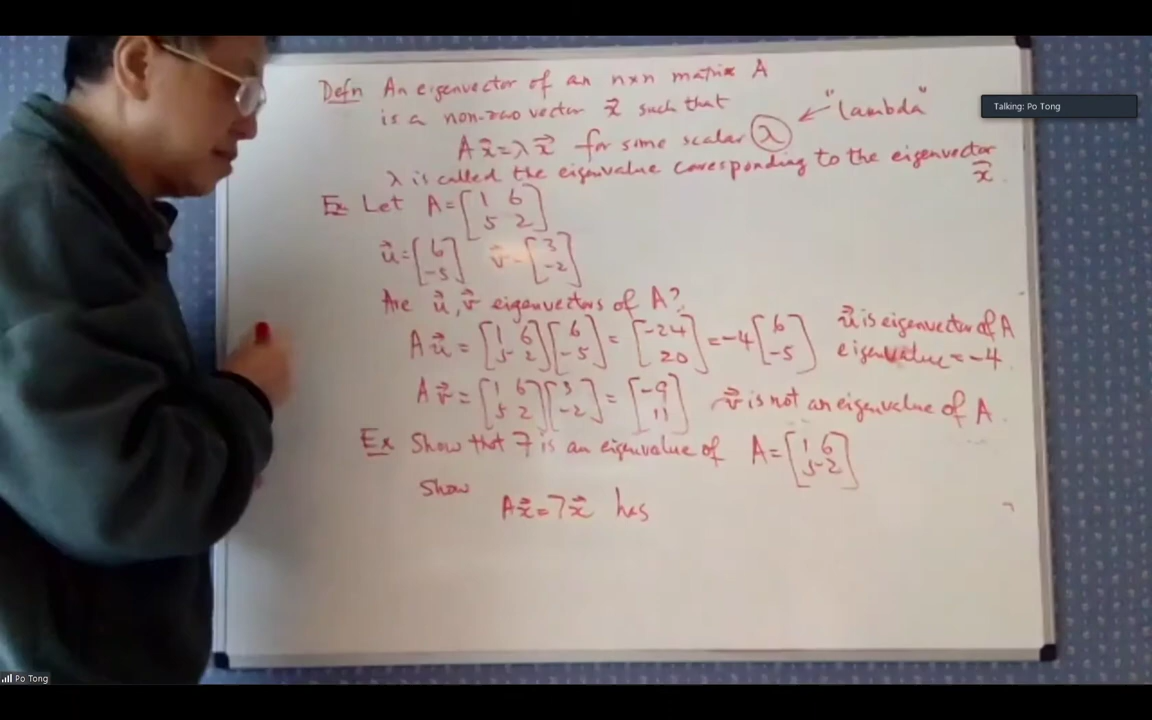 Defn An eigenvector of an n×n matrix A
is a non-zero vector x⃗ such that
"lambda"
Talking: Po Tong
Ax⃗=λx⃗ for some scalar λ
λ is called the eigenvalue corresponding to the eigenvector
x⃗
Ex Let A=[1 6; 5 2]
u⃗=[6; -5] v⃗=[3; -2]
Are u⃗,v⃗ eigenvectors of A?
Au⃗=[1 6; 5 2][6; -5]=[-24; 20]=-4[6; -5]
u⃗ is eigenvector of A
eigenvalue=-4
Av⃗=[1 6; 5 2][3; -2]=[-9; 11] v⃗ is not an eigenvalue of A
Ex Show that 7 is an eigenvalue of A=[1 6; 5 2]
Show
Ax⃗=7x⃗ has
Po Tong